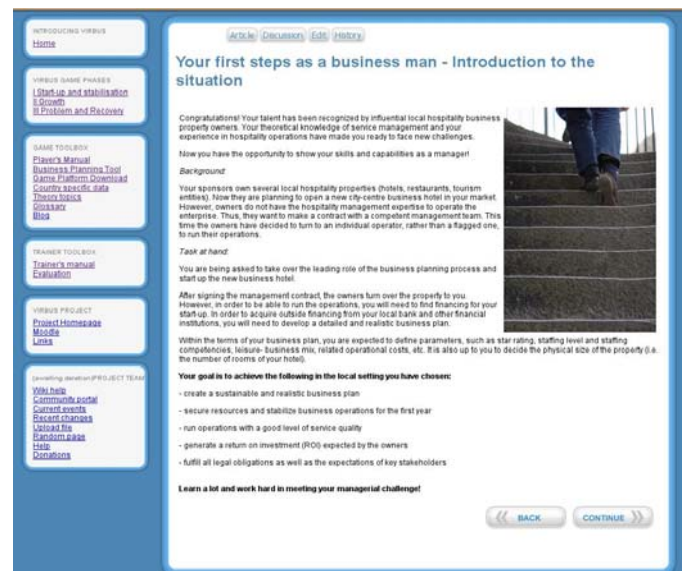 INTRODUCING VIRBUS
Home
VIRBUS GAME PHASES
I Start-up and stabilisation
II Growth
III Problem and Recovery
GAME TOOLBOX
Player's Manual
Business Planning Tool
Game Platform Download
Country specific data
Theory topics
Glossary
Blog
TRAINER TOOLBOX
Trainer's manual
Evaluation
VIRBUS PROJECT
Project Homepage
Moodle
Links
(awaiting deletion)PROJECT TEAM
Wiki help
Community portal
Current events
Recent changes
Upload file
Random page
Help
Donations
Article Discussion Edit History
Your first steps as a business man - Introduction to the
situation
Congratulations! Your talent has been recognized by influential local hospitality business
property owners. Your theoretical knowledge of service management and your
experience in hospitality operations have made you ready to face new challenges.
Now you have the opportunity to show your skills and capabilities as a manager!
Background:
Your sponsors own several local hospitality properties (hotels, restaurants, tourism
entities). Now they are planning to open a new city-centre business hotel in your market.
However, owners do not have the hospitality management expertise to operate the
enterprise. Thus, they want to make a contract with a competent management team. This
time the owners have decided to turn to an individual operator, rather than a flagged one,
to run their operations.
Task at hand:
You are being asked to take over the leading role of the business planning process and
start up the new business hotel.
After signing the management contract, the owners turn over the property to you.
However, in order to be able to run the operations, you will need to find financing for your
start-up. In order to acquire outside financing from your local bank and other financial
institutions, you will need to develop a detailed and realistic business plan.
Within the terms of your business plan, you are expected to define parameters, such as star rating, staffing level and staffing
competencies, leisure- business mix, related operational costs, etc. It is also up to you to decide the physical size of the property (i.e.
the number of rooms of your hotel).
Your goal is to achieve the following in the local setting you have chosen:
- create a sustainable and realistic business plan
- secure resources and stabilize business operations for the first year
- run operations with a good level of service quality
- generate a return on investment (ROI) expected by the owners
- fulfill all legal obligations as well as the expectations of key stakeholders
Learn a lot and work hard in meeting your managerial challenge!
BACK CONTINUE